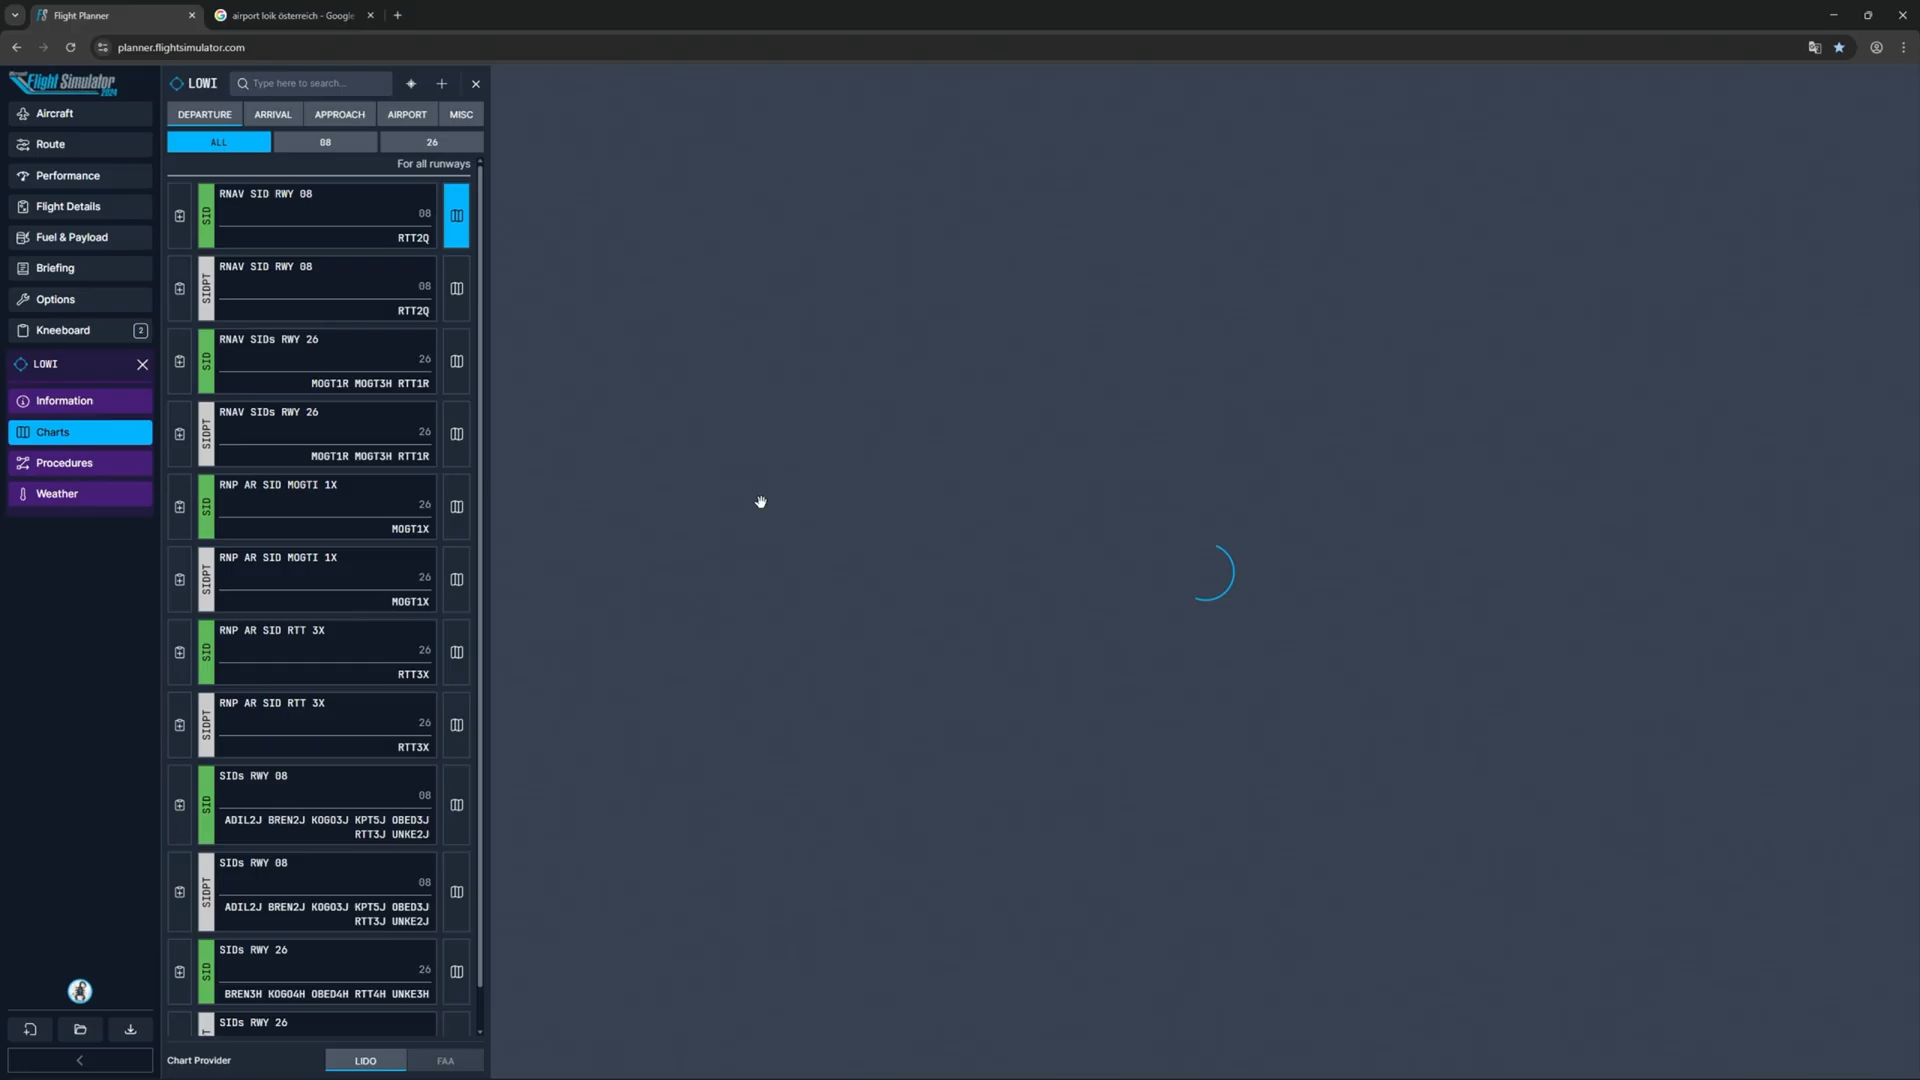 Flight Planner
airport loik österreich - Google
planner.flightsimulator.com
Flight Simulator
2024
Aircraft
Route
Performance
Flight Details
Fuel & Payload
Briefing
Options
Kneeboard
2
LOWI
Information
Charts
Procedures
Weather
LOWI
Type here to search...
DEPARTURE
ARRIVAL
APPROACH
AIRPORT
MISC
ALL
08
26
For all runways
SID
RNAV SID RWY 08
08
RTT2Q
SIDPT
RNAV SID RWY 08
08
RTT2Q
SID
RNAV SIDs RWY 26
26
MOGT1R MOGT3H RTT1R
SIDPT
RNAV SIDs RWY 26
26
MOGT1R MOGT3H RTT1R
SID
RNP AR SID MOGTI 1X
26
MOGT1X
SIDPT
RNP AR SID MOGTI 1X
26
MOGT1X
SID
RNP AR SID RTT 3X
26
RTT3X
SIDPT
RNP AR SID RTT 3X
26
RTT3X
SID
SIDs RWY 08
08
ADIL2J BREN2J KOGO3J KPT5J OBED3J
RTT3J UNKE2J
SIDPT
SIDs RWY 08
08
ADIL2J BREN2J KOGO3J KPT5J OBED3J
RTT3J UNKE2J
SID
SIDs RWY 26
26
BREN3H KOGO4H OBED4H RTT4H UNKE3H
T
SIDs RWY 26
Chart Provider
LIDO
FAA